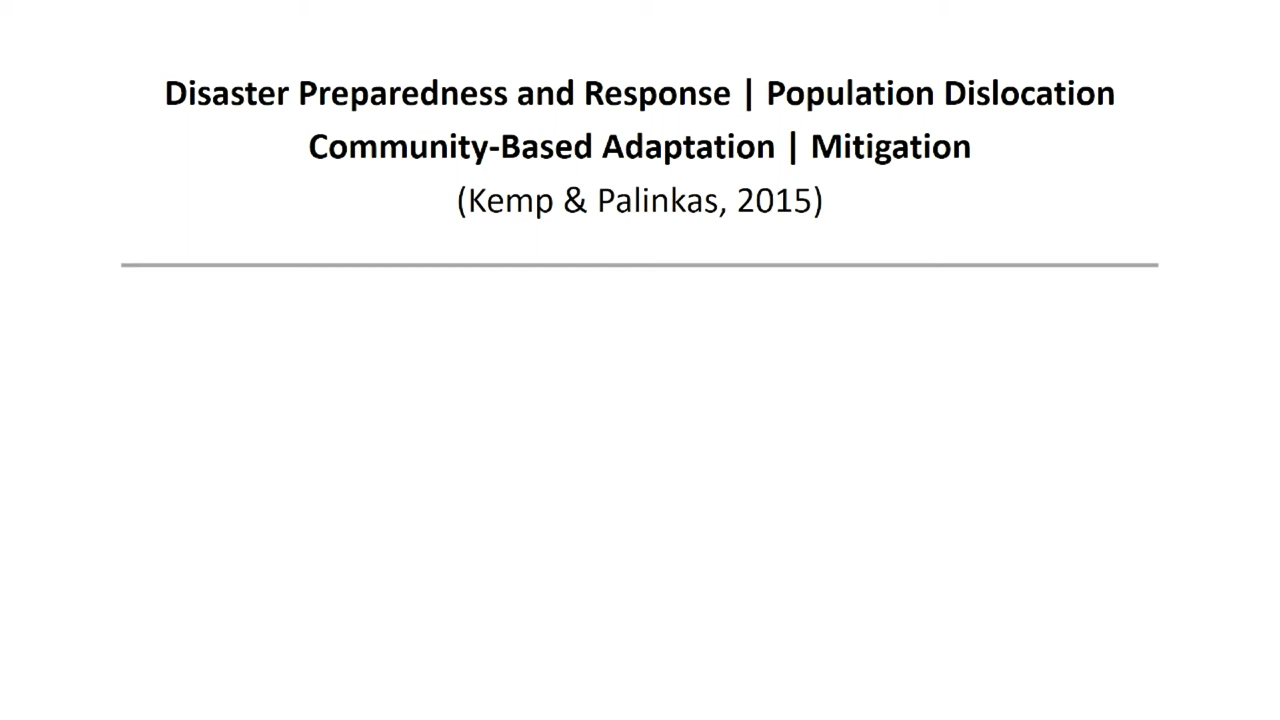 Disaster Preparedness and Response | Population Dislocation
Community-Based Adaptation | Mitigation
(Kemp & Palinkas, 2015)